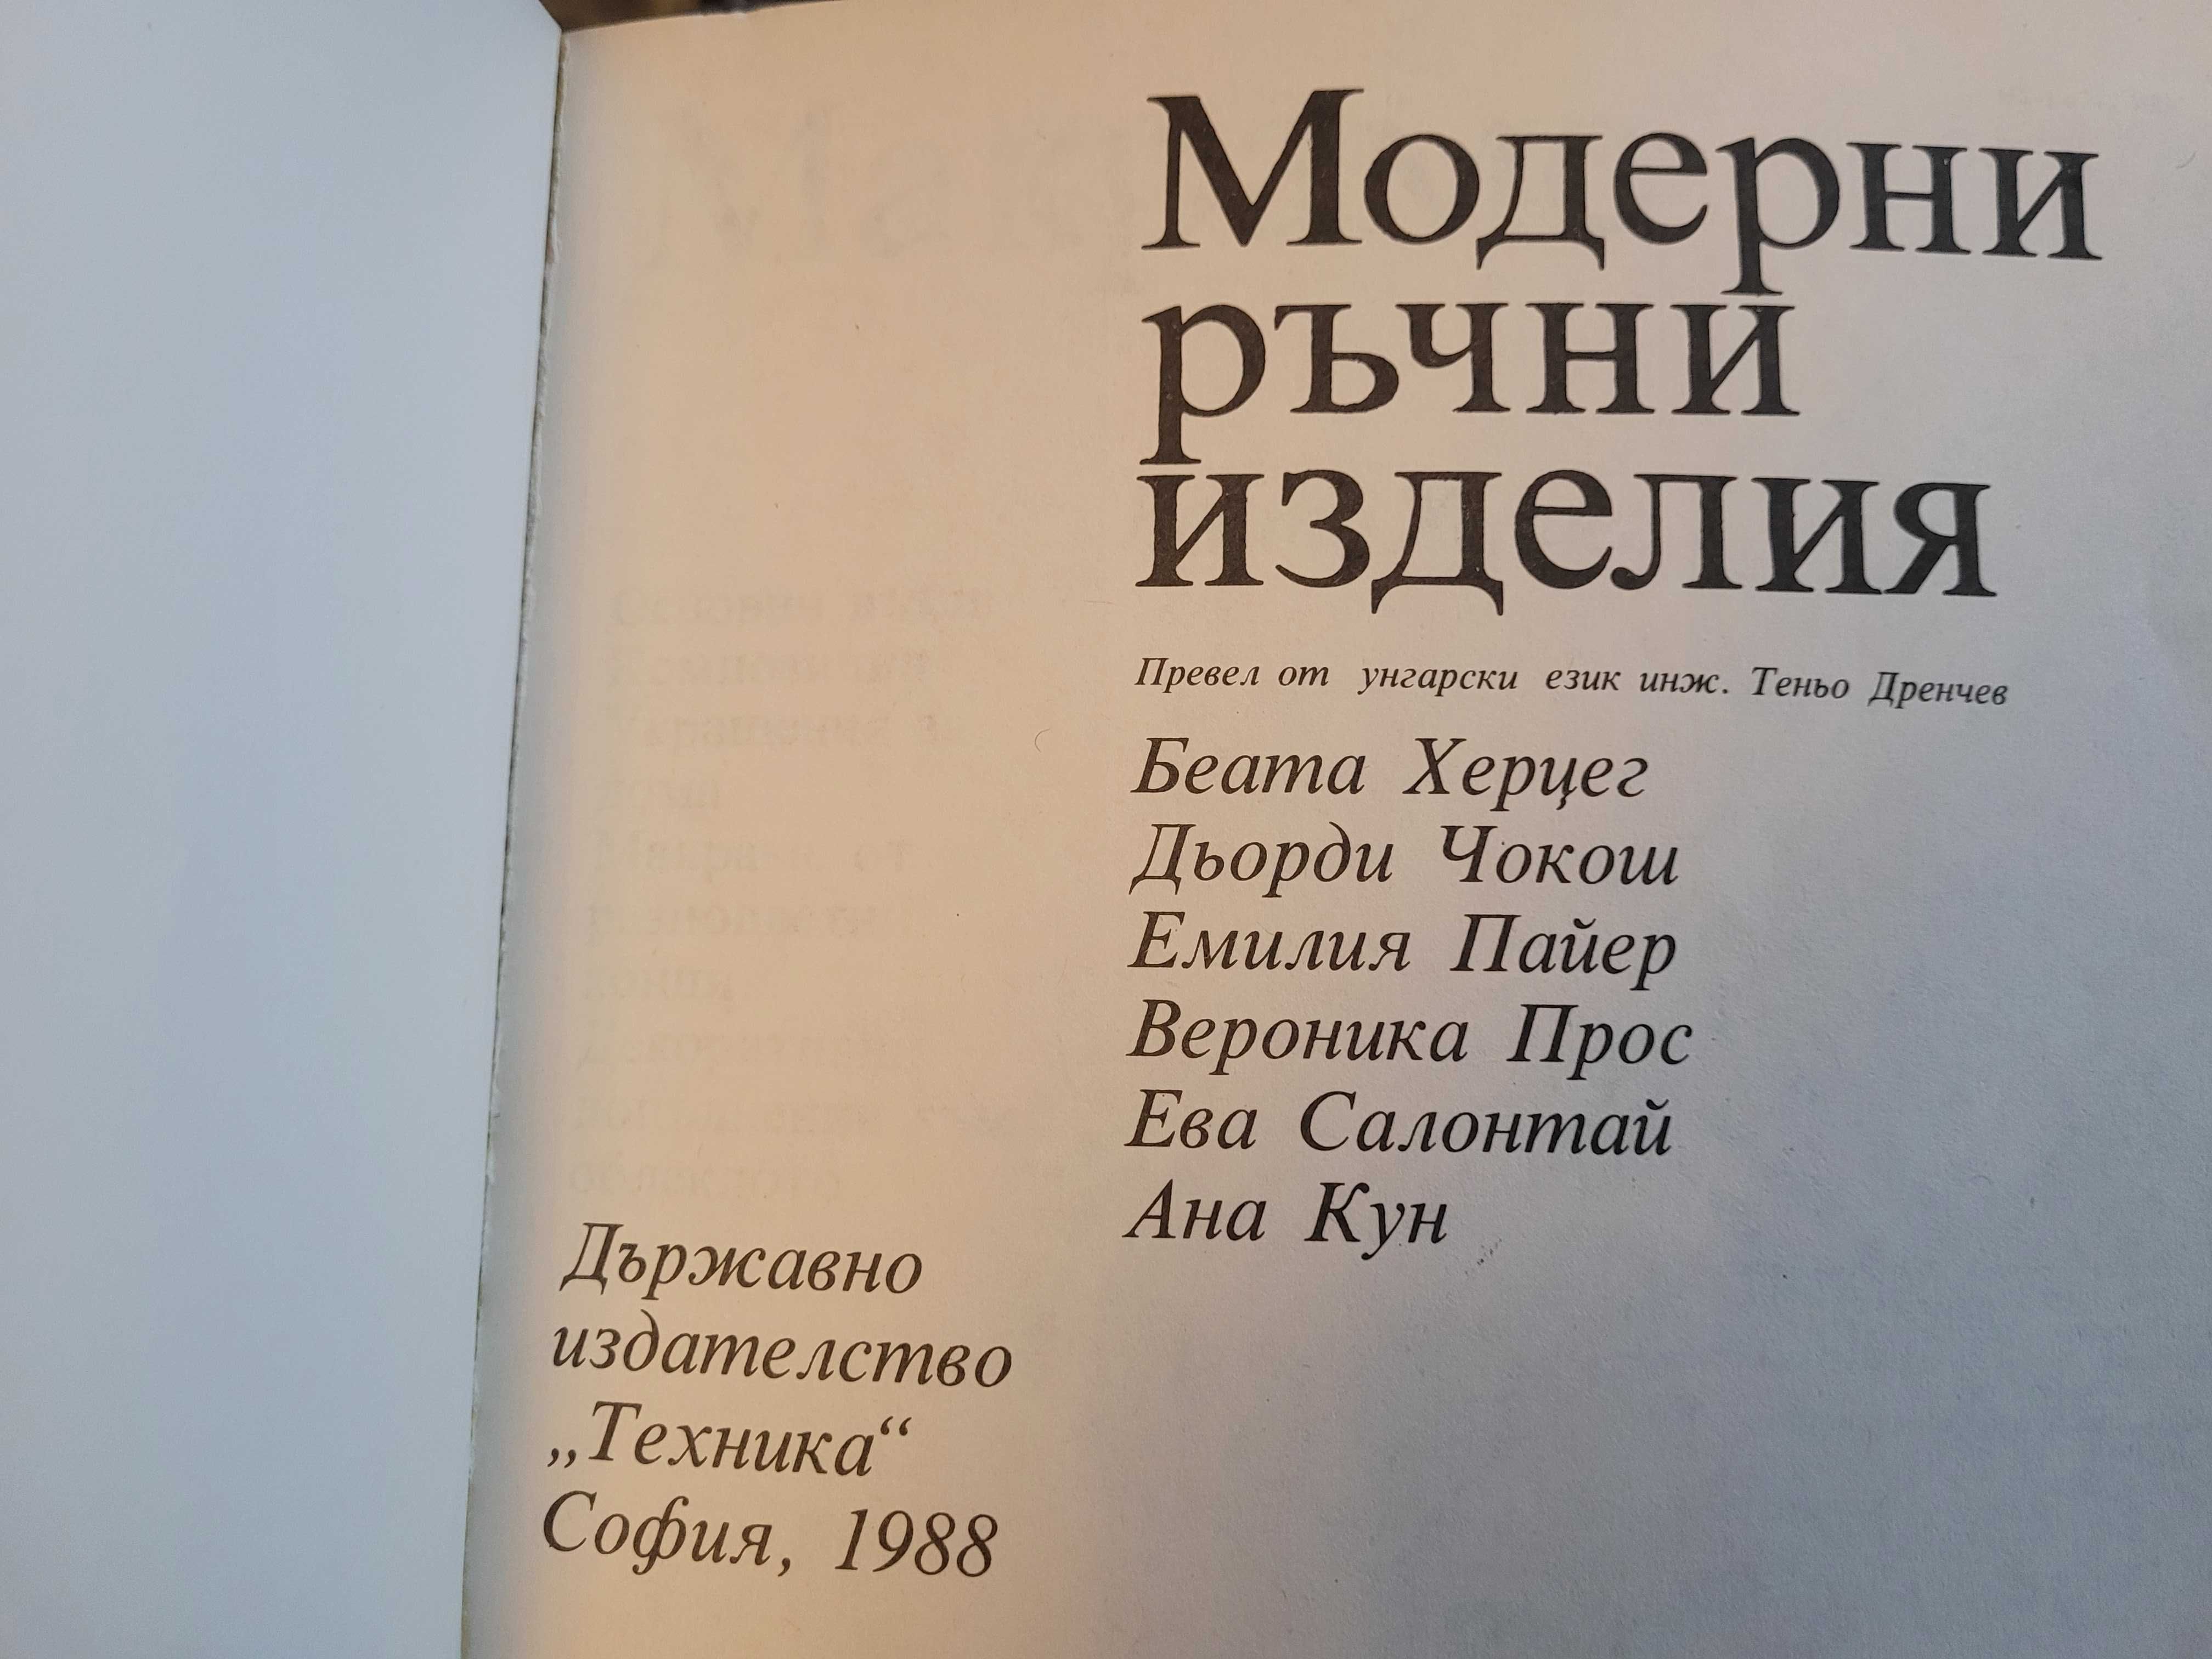 Модерни
ръчни
изделия
Превел от унгарски език инж. Теньо Дренчев
Беата Херцег
Дьорди Чокош
Емилия Пайер
Вероника Прос
Ева Салонтай
Ана Кун
Държавно
издателство
„Техника“
София, 1988